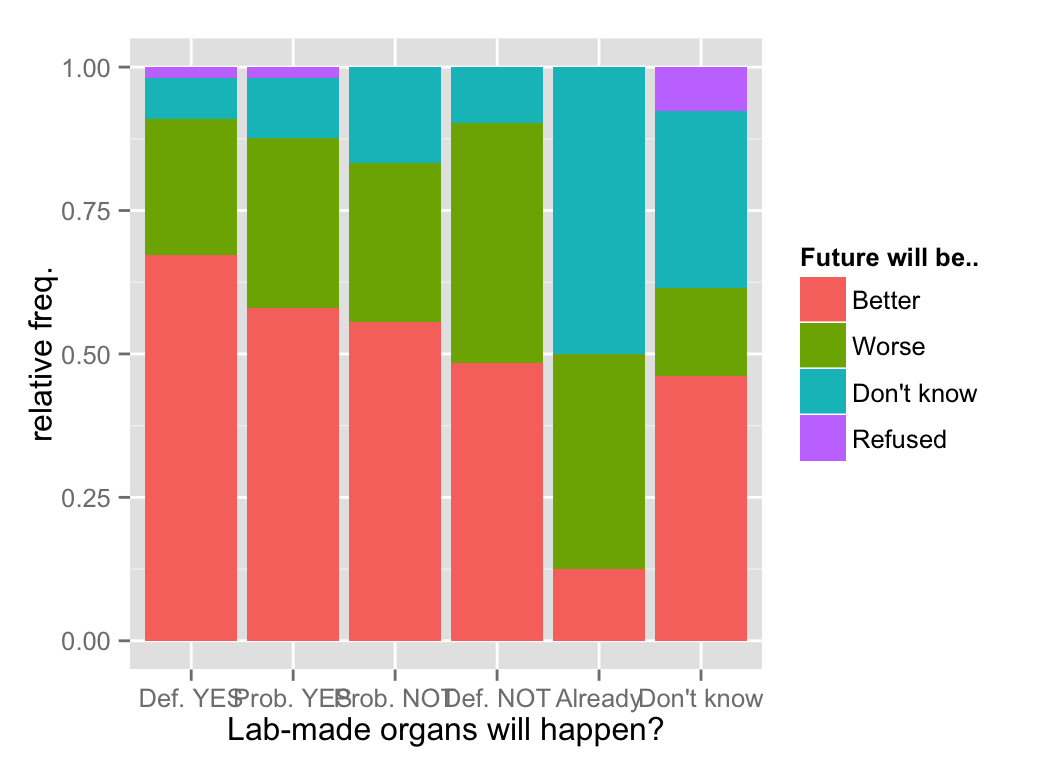 1.00
0.75
0.50
0.25
0.00
relative freq.
Def. YES Prob. YES Prob. NOT Def. NOT Already Don't know
Lab-made organs will happen?
Future will be..
Better
Worse
Don't know
Refused